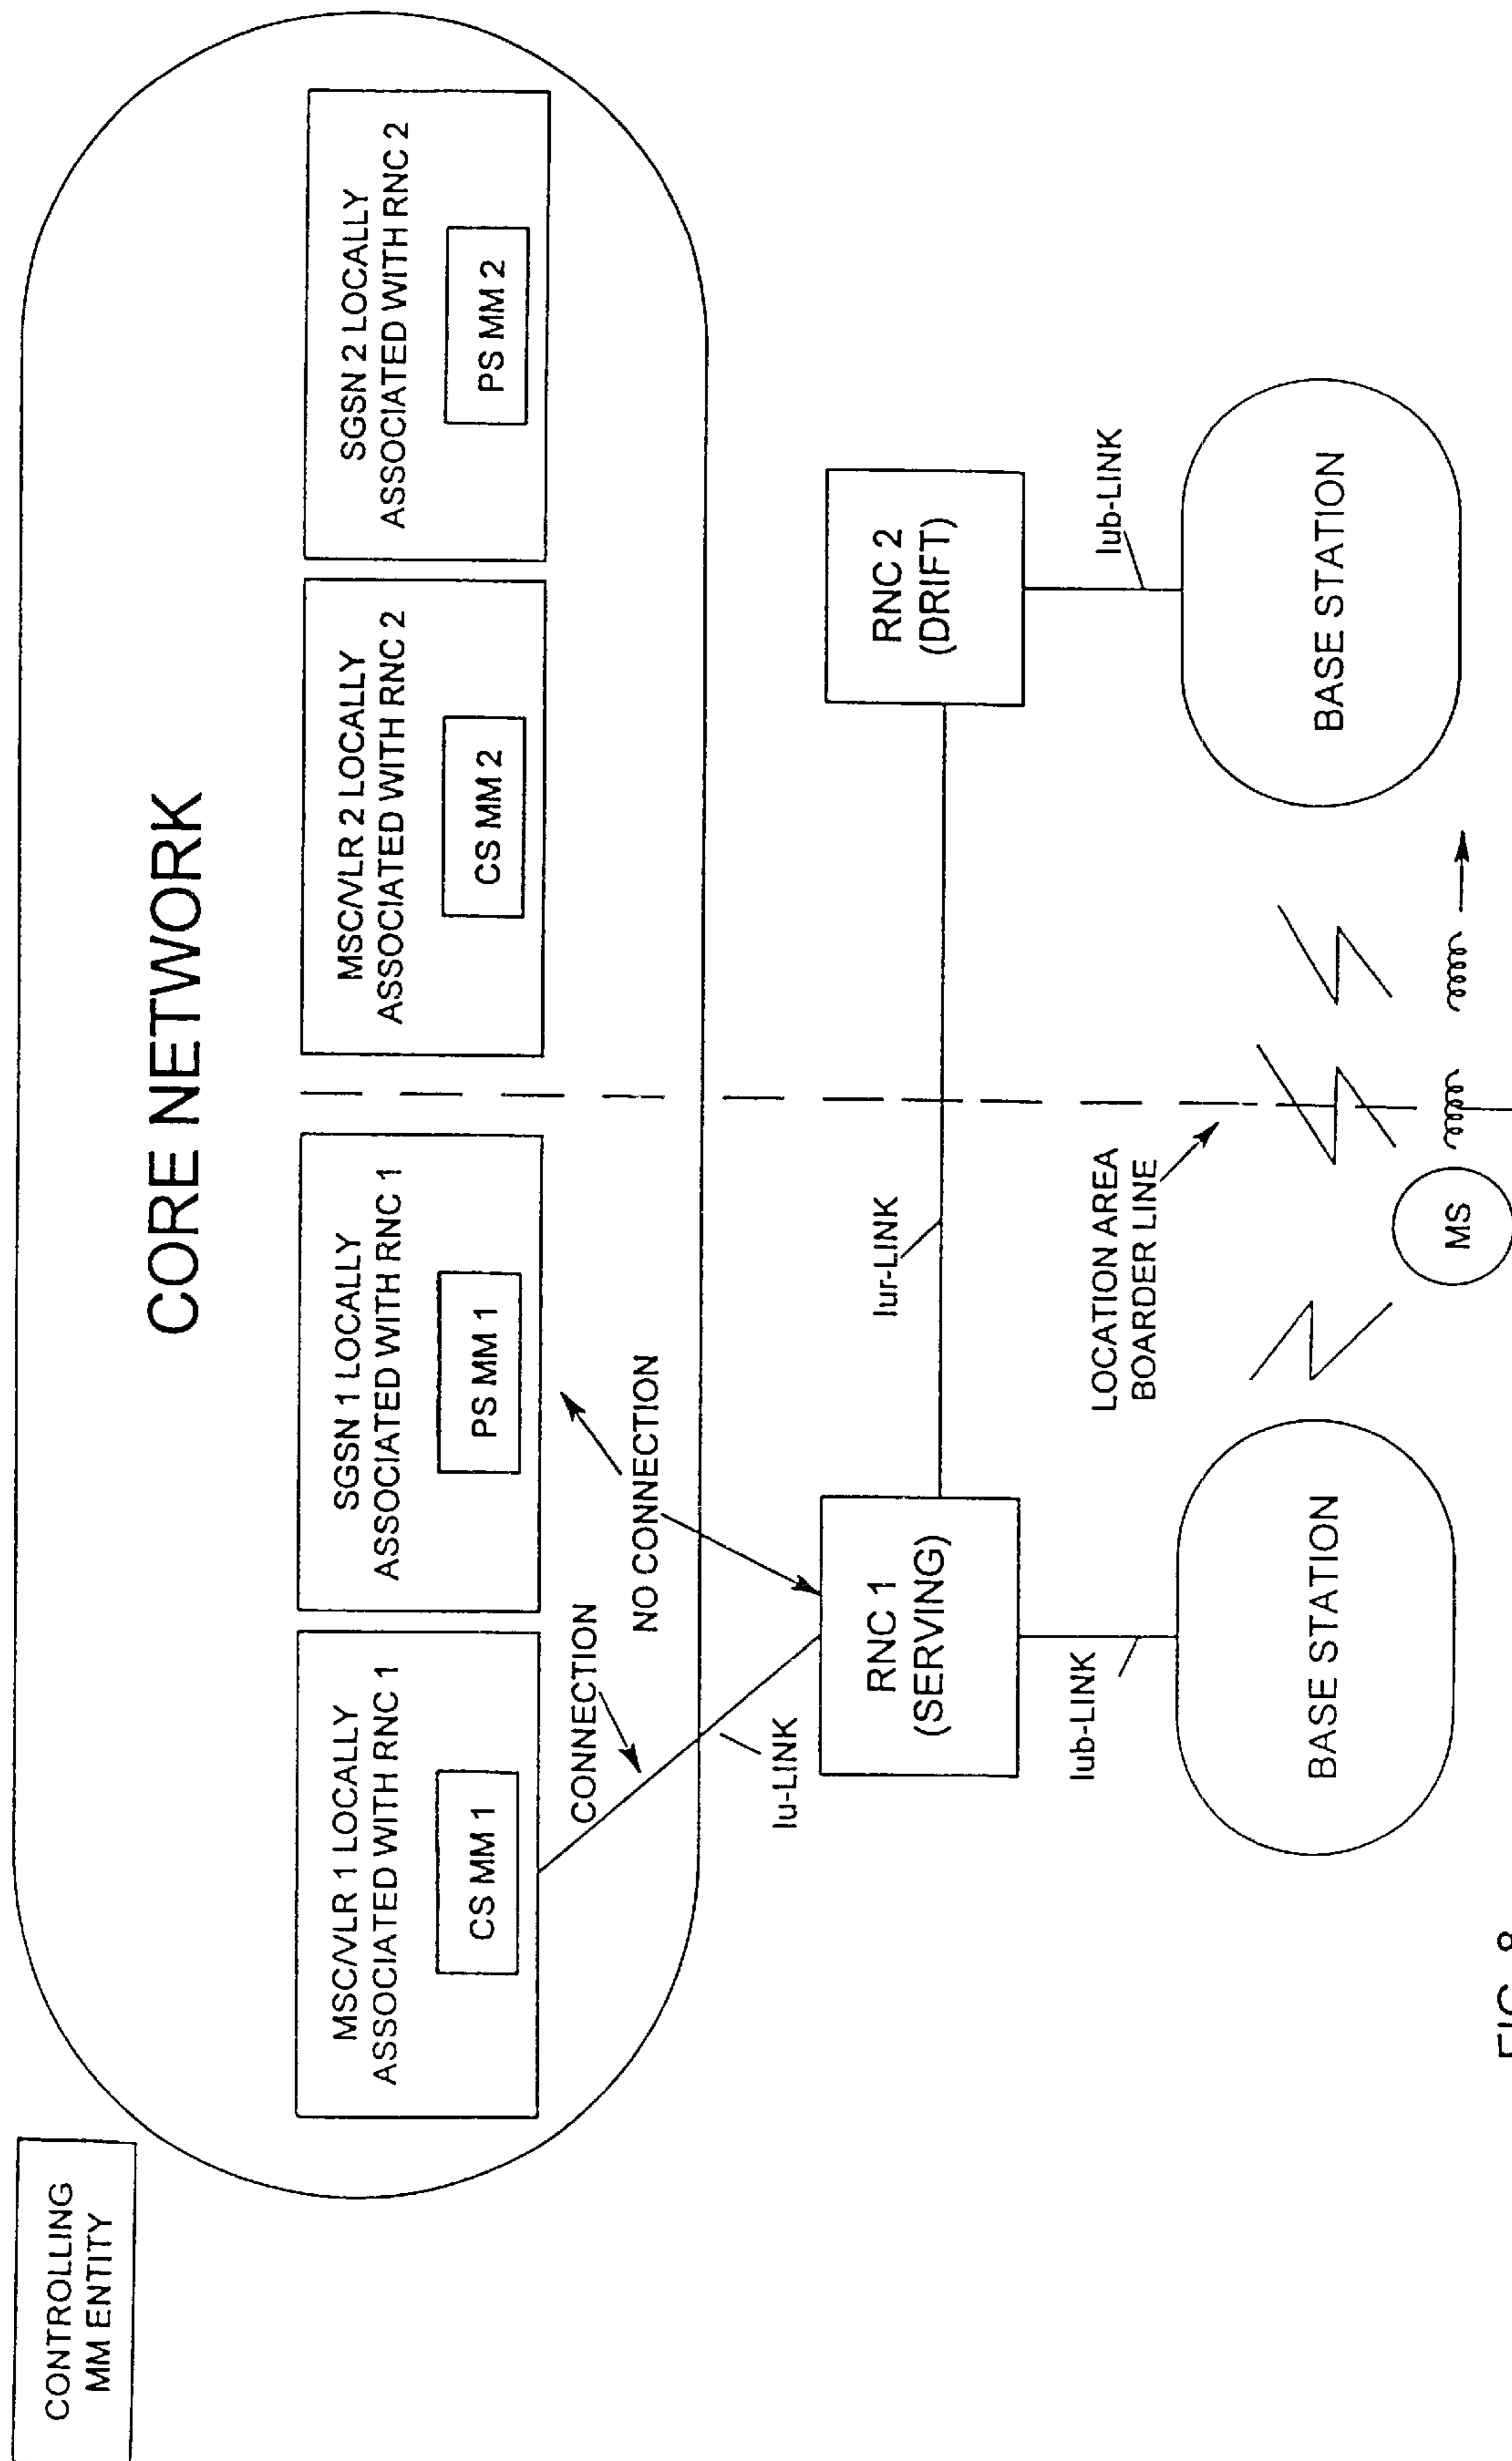 CONTROLLING
MM ENTITY
CORE NETWORK
MSC/VLR 1 LOCALLY
ASSOCIATED WITH RNC 1
CS MM 1
SGSN 1 LOCALLY
ASSOCIATED WITH RNC 1
PS MM 1
MSC/VLR 2 LOCALLY
ASSOCIATED WITH RNC 2
CS MM 2
SGSN 2 LOCALLY
ASSOCIATED WITH RNC 2
PS MM 2
CONNECTION
NO CONNECTION
Iu-LINK
RNC 1
(SERVING)
Iur-LINK
RNC 2
(DRIFT)
Iub-LINK
LOCATION AREA
BOARDER LINE
Iub-LINK
BASE STATION
MS
BASE STATION
FIG. 8